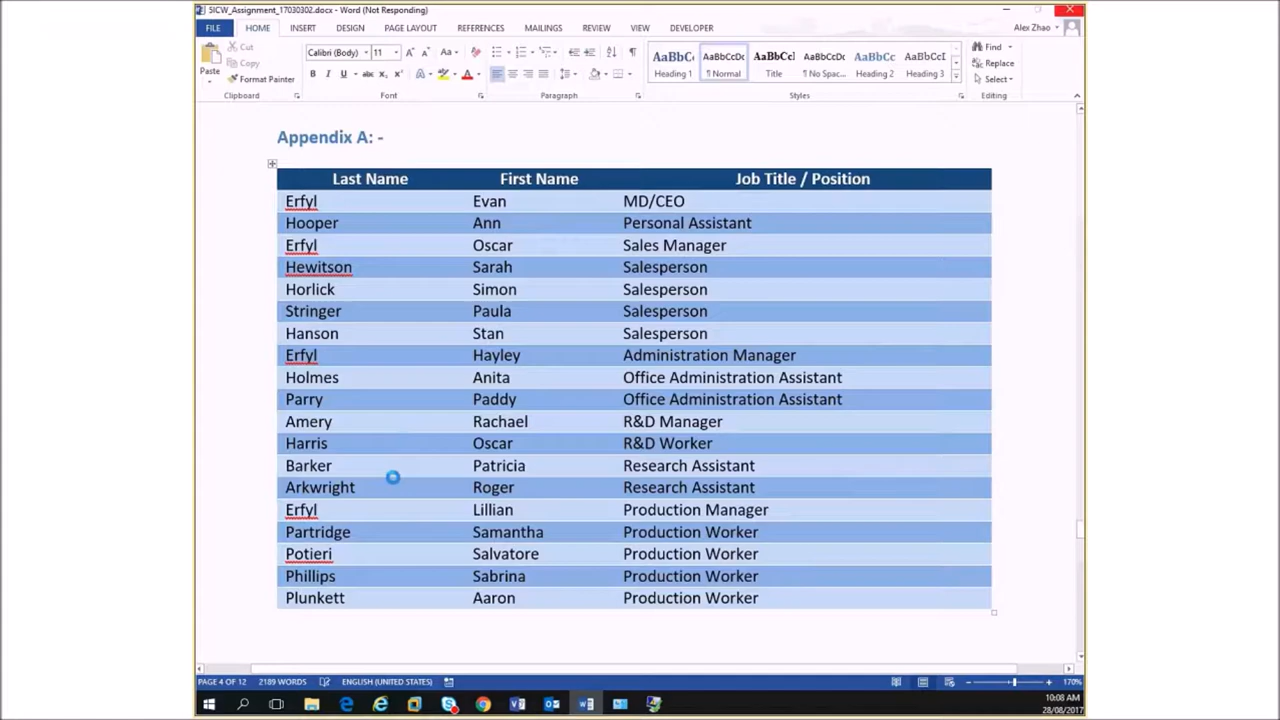 SICW_Assignment_17030302.docx - Word (Not Responding)
FILE HOME INSERT DESIGN PAGE LAYOUT REFERENCES MAILINGS REVIEW VIEW DEVELOPER Alex Zhao
Paste
Cut
Copy
Format Painter
Calibri (Body) 11
Heading 1
¶ Normal
Title
¶ No Spac...
Heading 2
Heading 3
Find
Replace
Select
Clipboard Font Paragraph Styles Editing
Appendix A: -
Last Name First Name Job Title / Position
Erfyl Evan MD/CEO
Hooper Ann Personal Assistant
Erfyl Oscar Sales Manager
Hewitson Sarah Salesperson
Horlick Simon Salesperson
Stringer Paula Salesperson
Hanson Stan Salesperson
Erfyl Hayley Administration Manager
Holmes Anita Office Administration Assistant
Parry Paddy Office Administration Assistant
Amery Rachael R&D Manager
Harris Oscar R&D Worker
Barker Patricia Research Assistant
Arkwright Roger Research Assistant
Erfyl Lillian Production Manager
Partridge Samantha Production Worker
Potieri Salvatore Production Worker
Phillips Sabrina Production Worker
Plunkett Aaron Production Worker
PAGE 4 OF 12 2189 WORDS ENGLISH (UNITED STATES) 170%
10:08 AM
28/08/2017